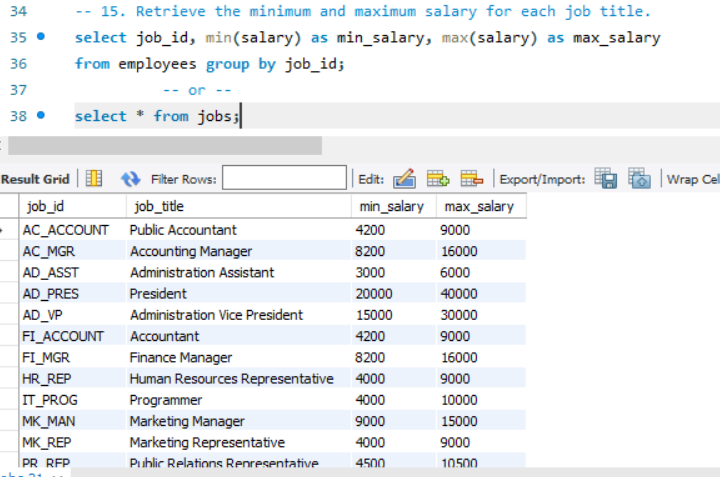 34 -- 15. Retrieve the minimum and maximum salary for each job title.
35 select job_id, min(salary) as min_salary, max(salary) as max_salary
36 from employees group by job_id;
37 -- or --
38 select * from jobs;
Result Grid Filter Rows: Edit: Export/Import: Wrap Cel
job_id job_title min_salary max_salary
AC_ACCOUNT Public Accountant 4200 9000
AC_MGR Accounting Manager 8200 16000
AD_ASST Administration Assistant 3000 6000
AD_PRES President 20000 40000
AD_VP Administration Vice President 15000 30000
FI_ACCOUNT Accountant 4200 9000
FI_MGR Finance Manager 8200 16000
HR_REP Human Resources Representative 4000 9000
IT_PROG Programmer 4000 10000
MK_MAN Marketing Manager 9000 15000
MK_REP Marketing Representative 4000 9000
PR_REP Public Relations Representative 4500 10500